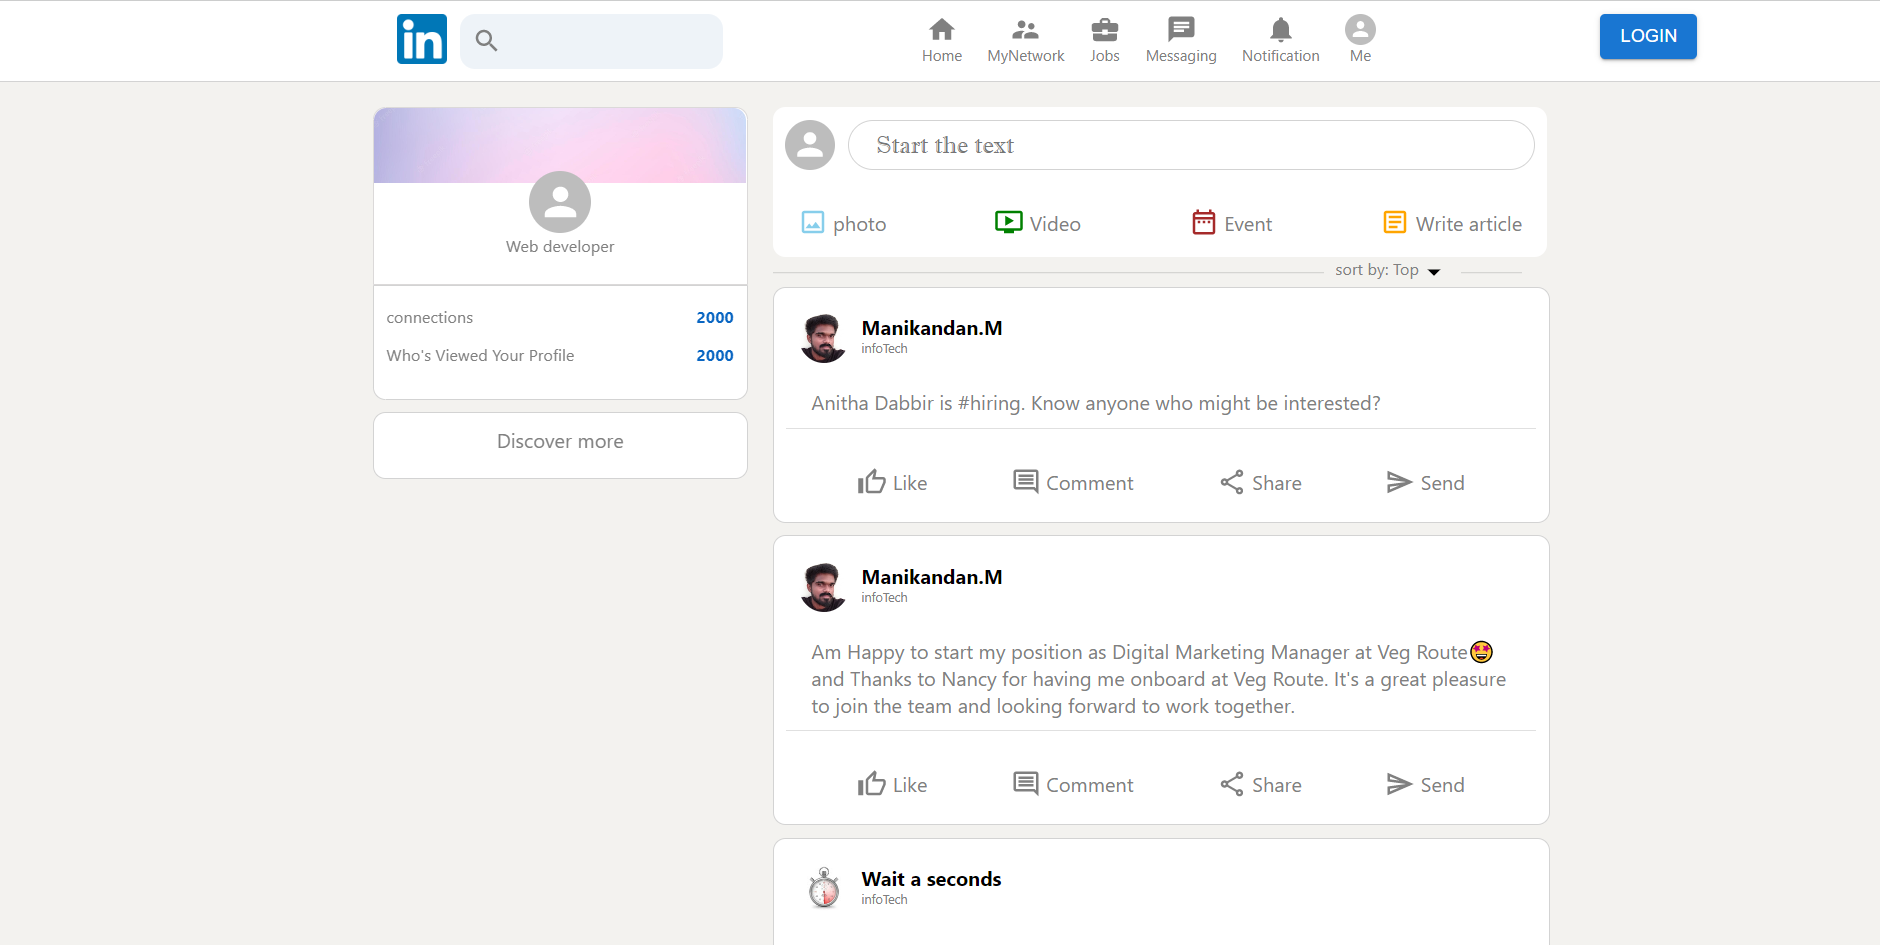 in
Home
MyNetwork
Jobs
Messaging
Notification
Me
LOGIN
Web developer
connections 2000
Who's Viewed Your Profile 2000
Discover more
Start the text
photo
Video
Event
Write article
sort by: Top
Manikandan.M
infoTech
Anitha Dabbir is #hiring. Know anyone who might be interested?
Like
Comment
Share
Send
Manikandan.M
infoTech
Am Happy to start my position as Digital Marketing Manager at Veg Route🤩
and Thanks to Nancy for having me onboard at Veg Route. It's a great pleasure
to join the team and looking forward to work together.
Like
Comment
Share
Send
Wait a seconds
infoTech